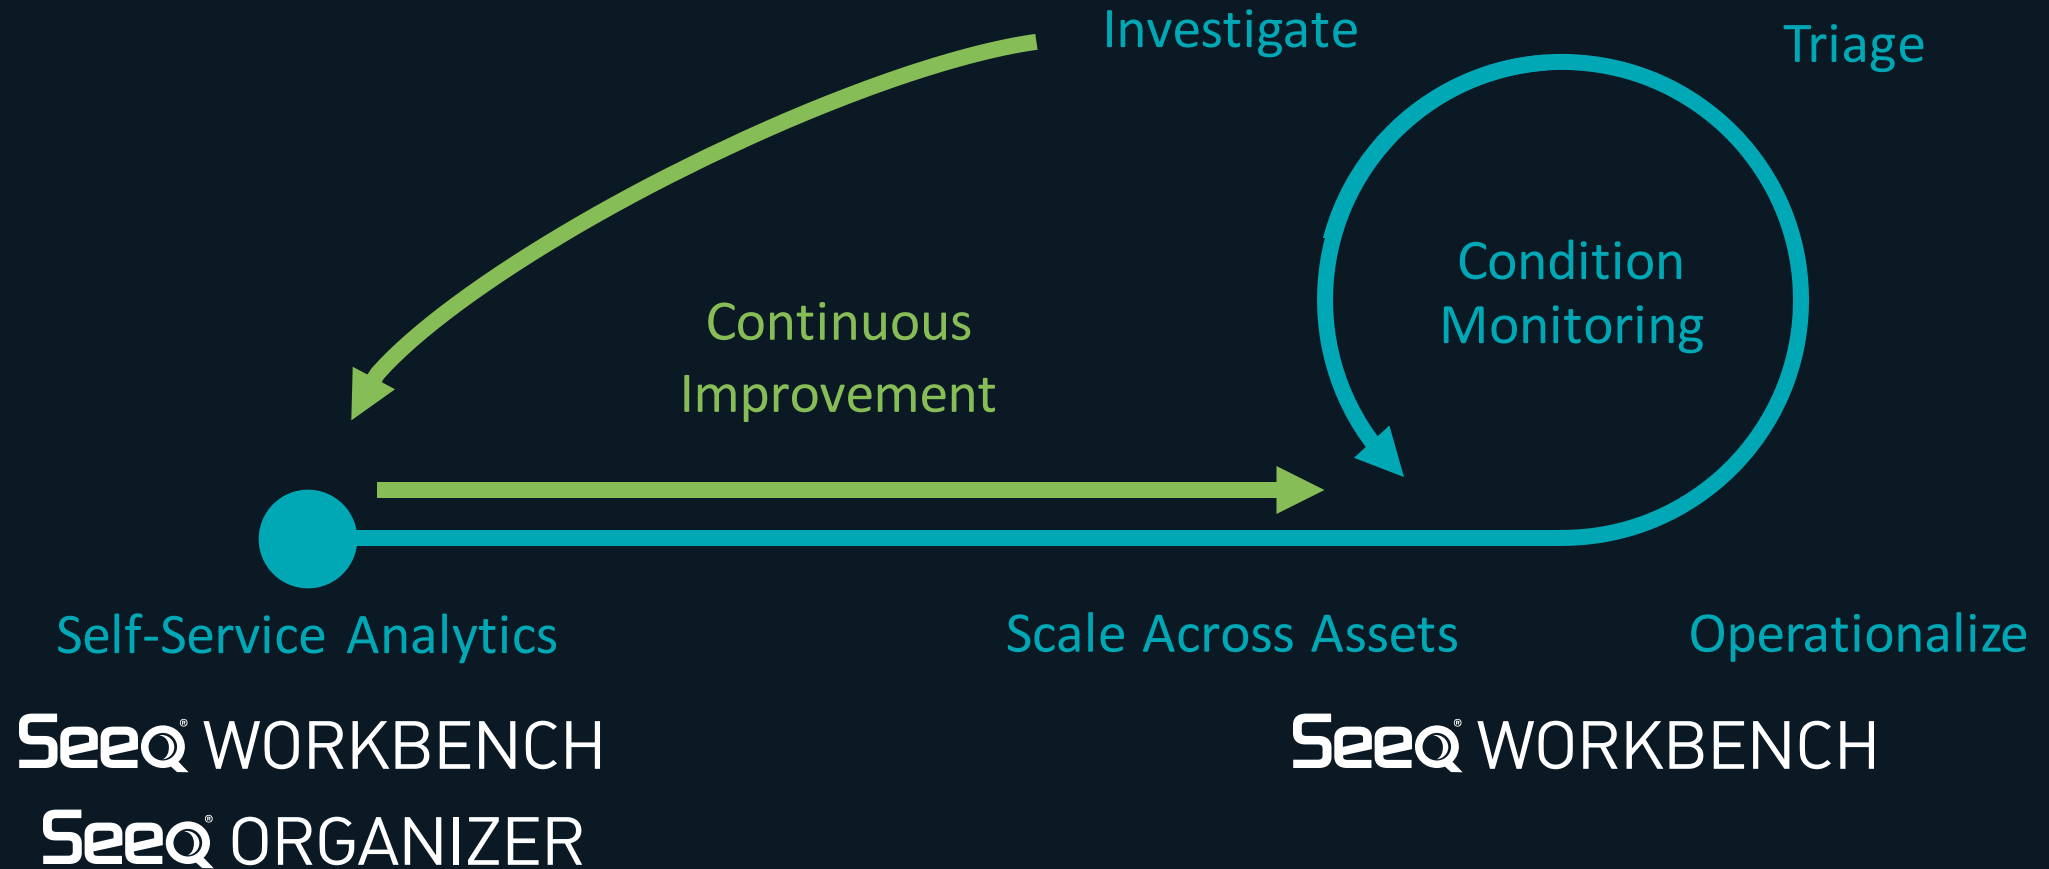 Investigate
Triage
Condition
Monitoring
Continuous
Improvement
Self-Service Analytics
Scale Across Assets
Operationalize
Seeq® WORKBENCH
Seeq® WORKBENCH
Seeq® ORGANIZER